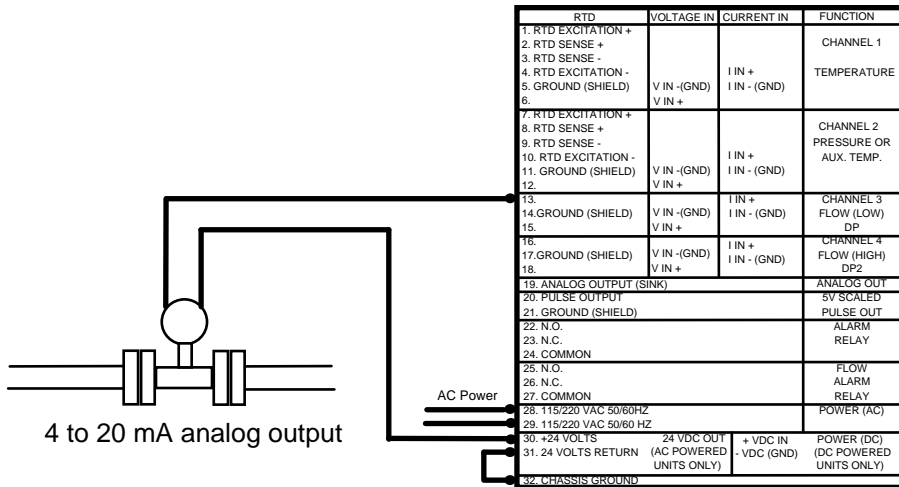 RTD VOLTAGE IN CURRENT IN FUNCTION
1. RTD EXCITATION +
2. RTD SENSE + CHANNEL 1
3. RTD SENSE -
4. RTD EXCITATION - I IN + TEMPERATURE
5. GROUND (SHIELD) V IN -(GND) I IN - (GND)
6. V IN +
7. RTD EXCITATION +
8. RTD SENSE + CHANNEL 2
9. RTD SENSE - PRESSURE OR
10. RTD EXCITATION - I IN + AUX. TEMP.
11. GROUND (SHIELD) V IN -(GND) I IN - (GND)
12. V IN +
13. I IN + CHANNEL 3
14.GROUND (SHIELD) V IN -(GND) I IN - (GND) FLOW (LOW)
15. V IN + DP
16. I IN + CHANNEL 4
17.GROUND (SHIELD) V IN -(GND) I IN - (GND) FLOW (HIGH)
18. V IN + DP2
19. ANALOG OUTPUT (SINK) ANALOG OUT
20. PULSE OUTPUT 5V SCALED
21. GROUND (SHIELD) PULSE OUT
22. N.O. ALARM
23. N.C. RELAY
24. COMMON
25. N.O. FLOW
26. N.C. ALARM
27. COMMON RELAY
AC Power
28. 115/220 VAC 50/60HZ POWER (AC)
29. 115/220 VAC 50/60 HZ
30. +24 VOLTS 24 VDC OUT + VDC IN POWER (DC)
31. 24 VOLTS RETURN (AC POWERED - VDC (GND) (DC POWERED
UNITS ONLY) UNITS ONLY)
32. CHASSIS GROUND
4 to 20 mA analog output